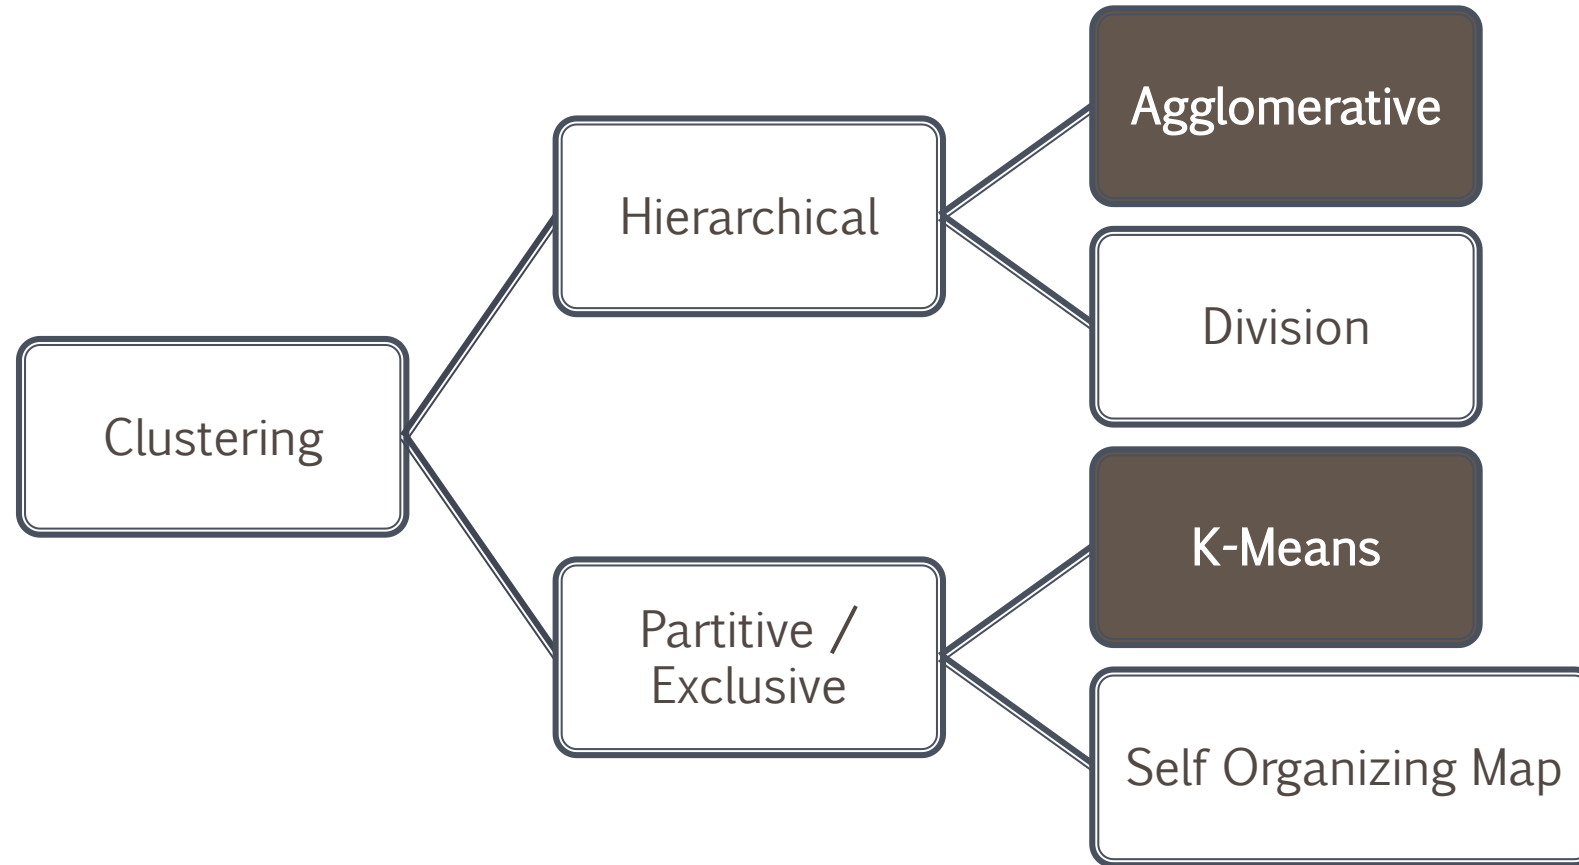 Clustering
Hierarchical
Agglomerative
Division
Partitive /
Exclusive
K-Means
Self Organizing Map